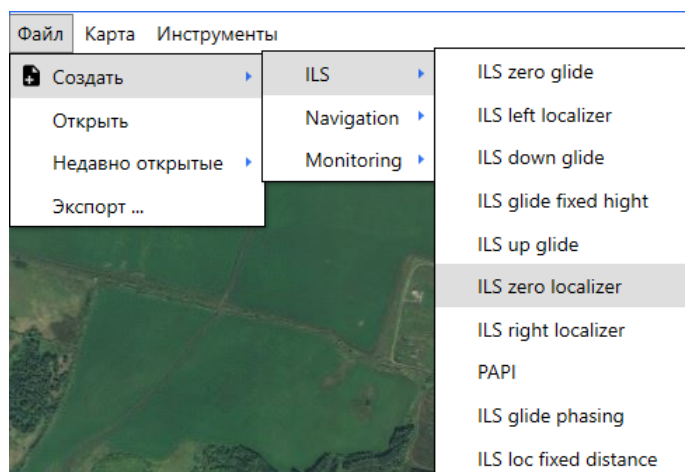 Файл Карта Инструменты
Создать
Открыть
Недавно открытые
Экспорт ...
ILS
Navigation
Monitoring
ILS zero glide
ILS left localizer
ILS down glide
ILS glide fixed hight
ILS up glide
ILS zero localizer
ILS right localizer
PAPI
ILS glide phasing
ILS loc fixed distance